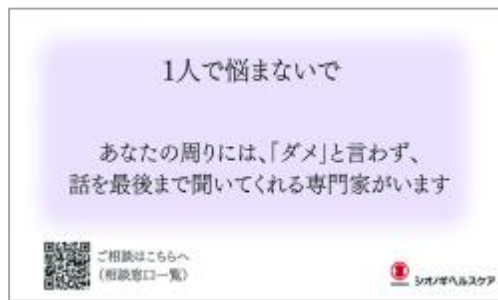 1人で悩まないで
あなたの周りには、「ダメ」と言わず、
話を最後まで聞いてくれる専門家がいます
ご相談はこちらへ
（相談窓口一覧）
シオノギヘルスケア